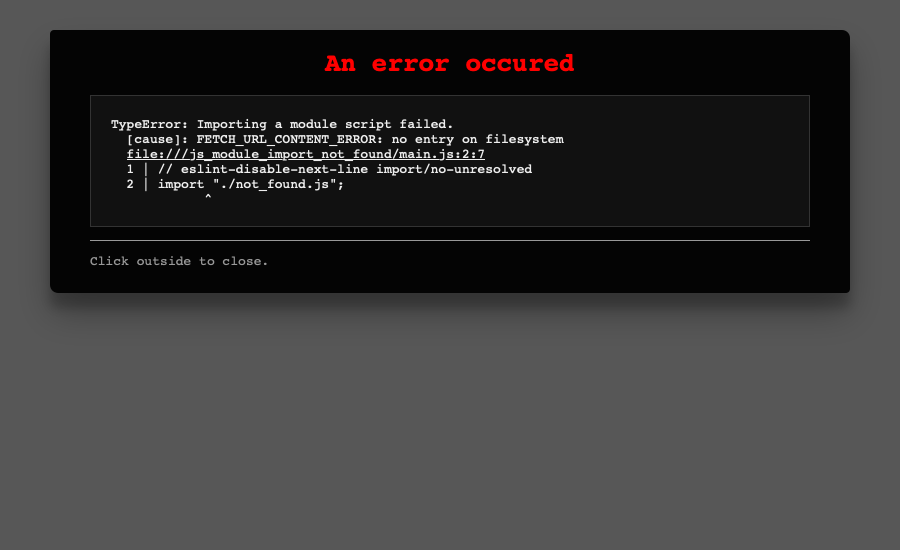 An error occured
TypeError: Importing a module script failed.
  [cause]: FETCH_URL_CONTENT_ERROR: no entry on filesystem
  file:///js_module_import_not_found/main.js:2:7
  1 | // eslint-disable-next-line import/no-unresolved
  2 | import "./not_found.js";
            ^
Click outside to close.